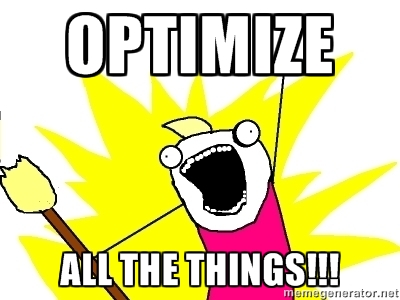 OPTIMIZE
ALL THE THINGS!!!
memegenerator.net